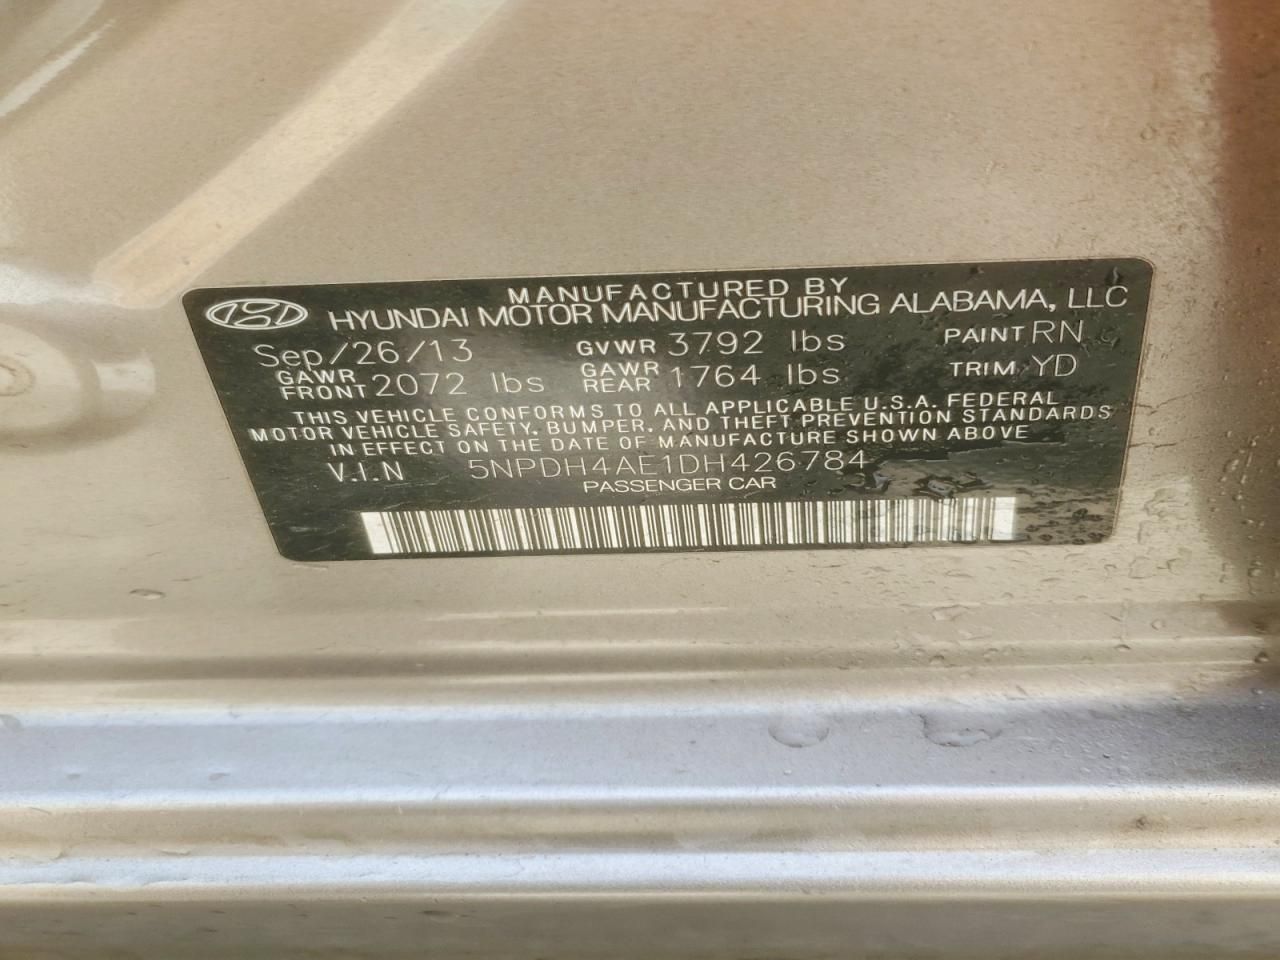 MANUFACTURED BY
HYUNDAI MOTOR MANUFACTURING ALABAMA, LLC
Sep/26/13 GVWR 3792 lbs PAINT RN
GAWR FRONT 2072 lbs GAWR REAR 1764 lbs TRIM YD
THIS VEHICLE CONFORMS TO ALL APPLICABLE U.S.A. FEDERAL
MOTOR VEHICLE SAFETY, BUMPER, AND THEFT PREVENTION STANDARDS
IN EFFECT ON THE DATE OF MANUFACTURE SHOWN ABOVE
V.I.N 5NPDH4AE1DH426784
PASSENGER CAR